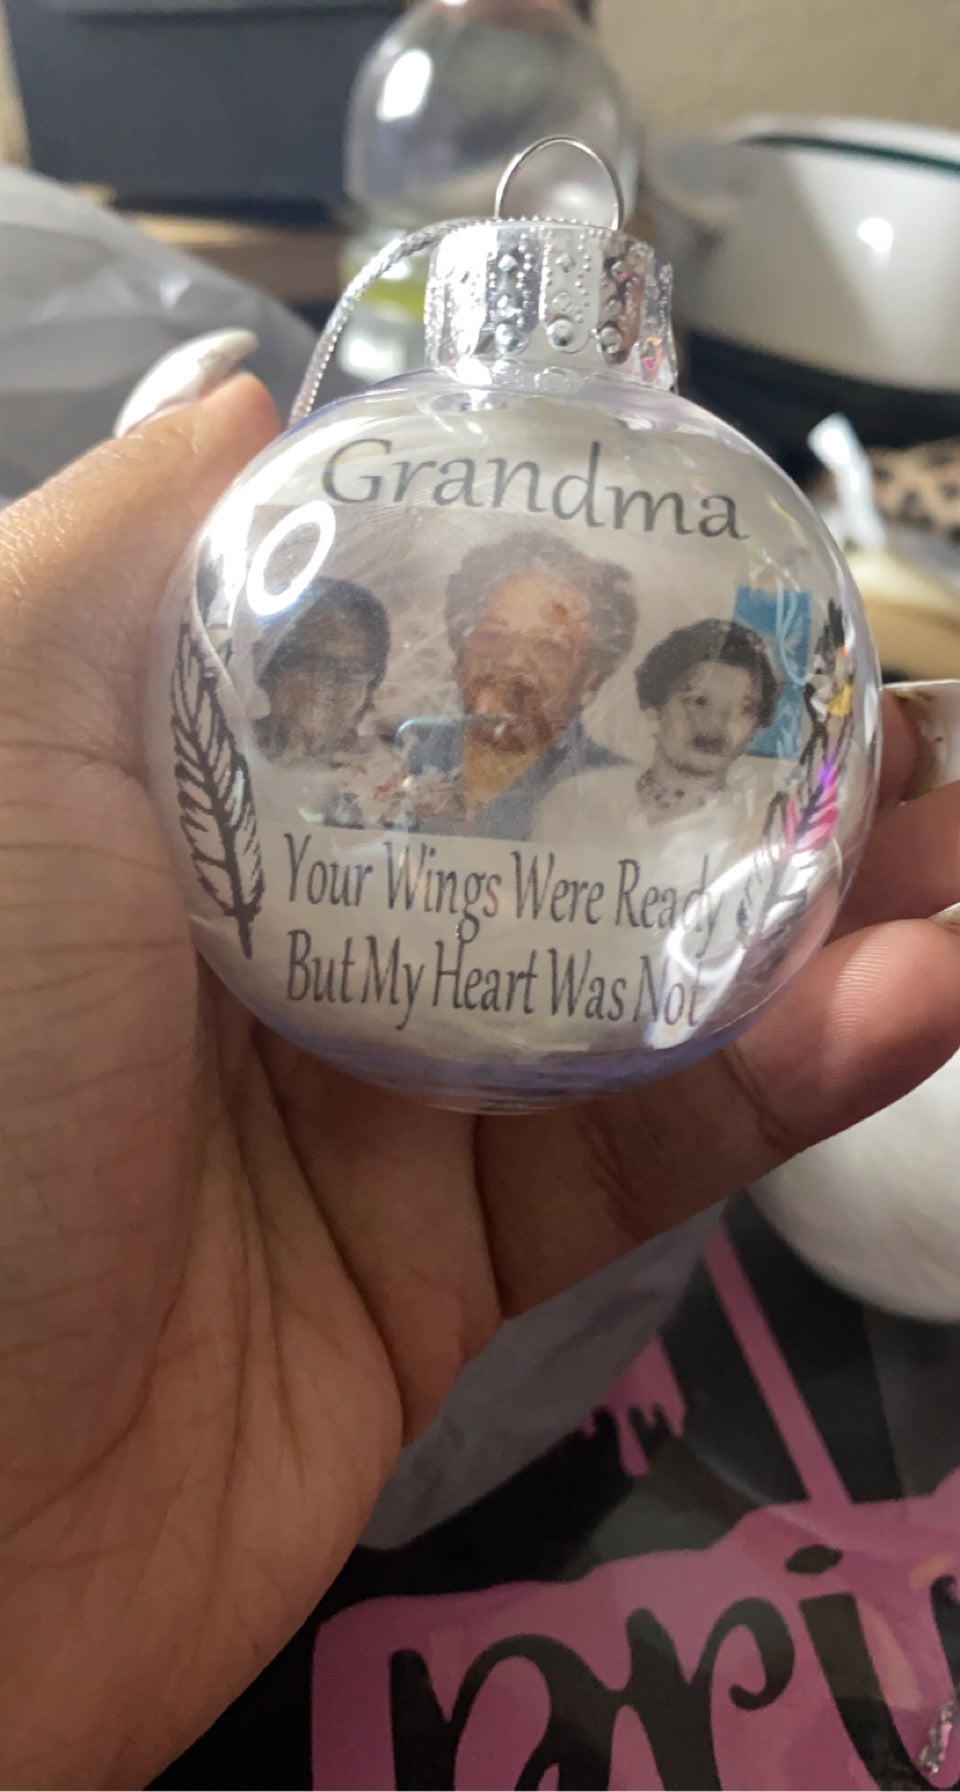 Grandma
Your Wings Were Ready
But My Heart Was Not